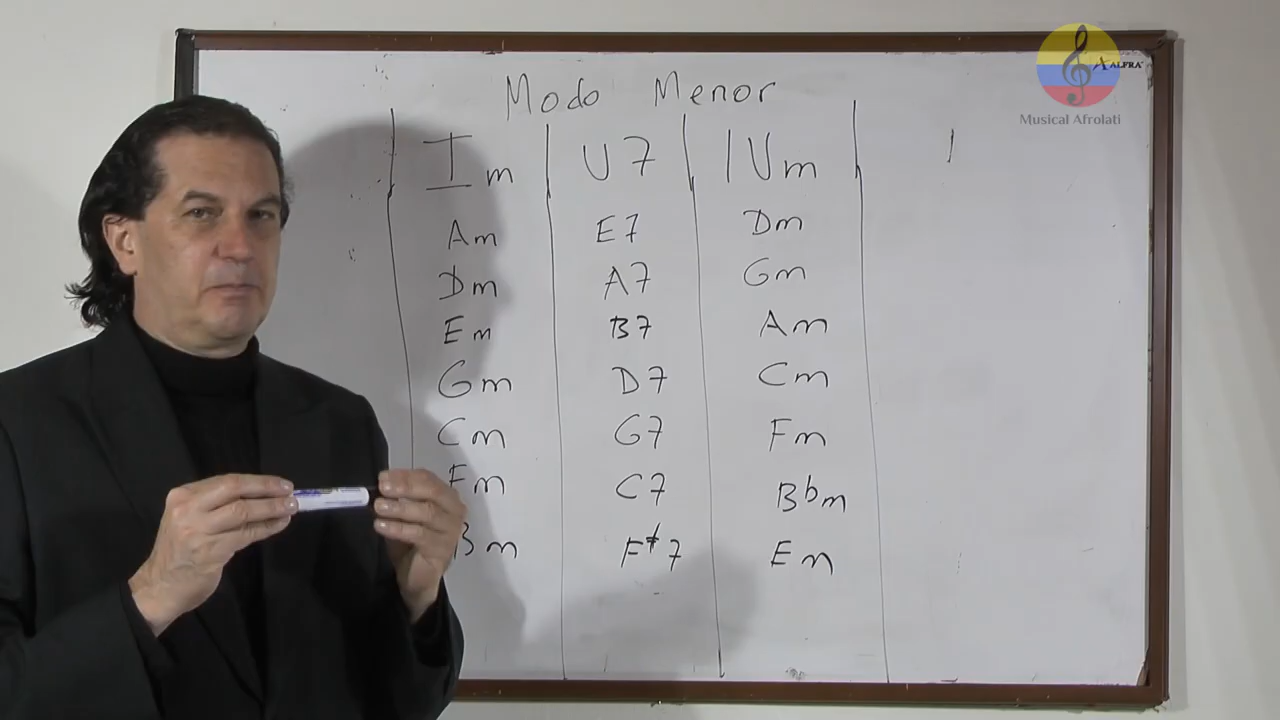 Modo Menor
Im V7 IVm
Am E7 Dm
Dm A7 Gm
Em B7 Am
Gm D7 Cm
Cm G7 Fm
Fm C7 Bbm
Bm F#7 Em
ALFRA
Musical Afrolati